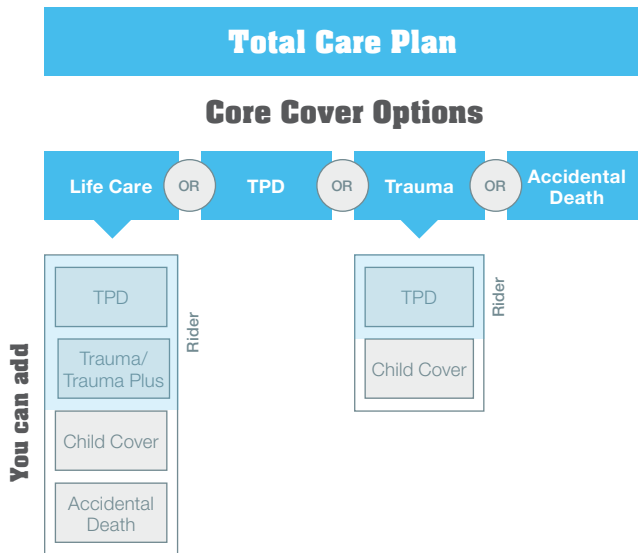 Total Care Plan
Core Cover Options
Life Care
OR
TPD
OR
Trauma
OR
Accidental
Death
You can add
TPD
Trauma/
Trauma Plus
Rider
Child Cover
Accidental
Death
TPD
Rider
Child Cover